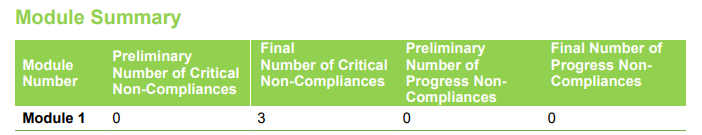 Module Summary
Module Number
Preliminary Number of Critical Non-Compliances
Final Number of Critical Non-Compliances
Preliminary Number of Progress Non-Compliances
Final Number of Progress Non-Compliances
Module 1 0 3 0 0